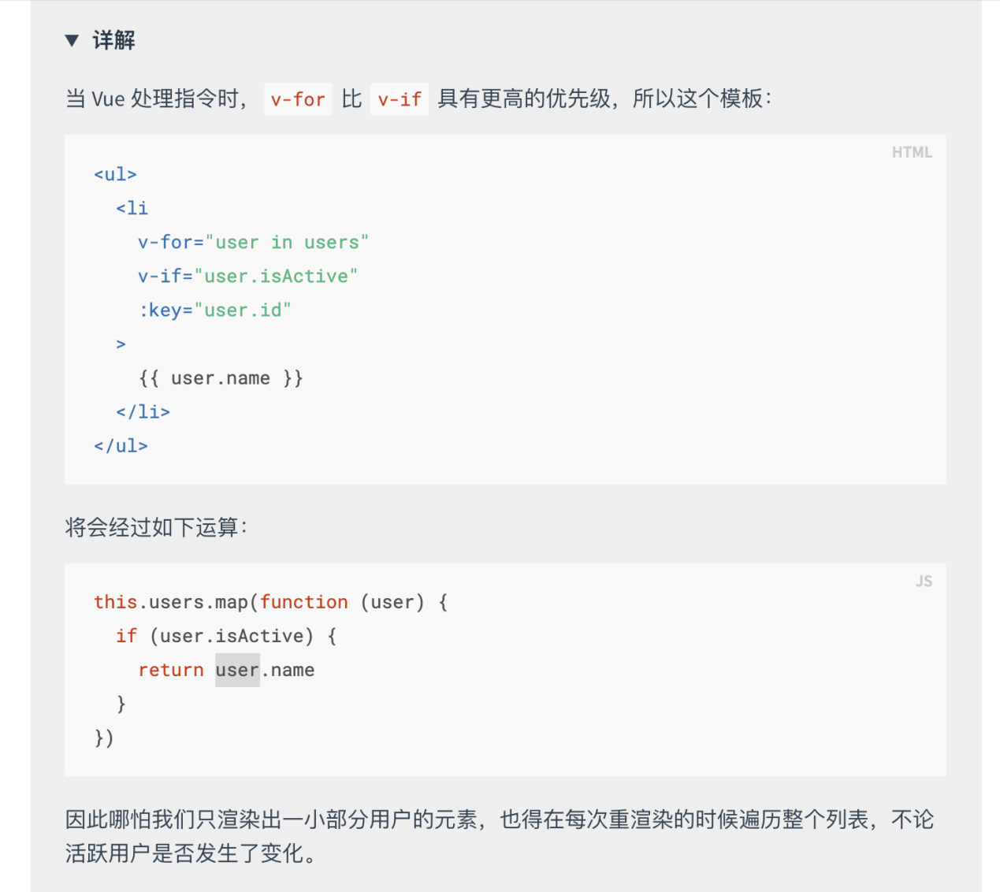 ▼ 详解
当 Vue 处理指令时， v-for 比 v-if 具有更高的优先级，所以这个模板：
HTML
<ul>
  <li
    v-for="user in users"
    v-if="user.isActive"
    :key="user.id"
  >
    {{ user.name }}
  </li>
</ul>
将会经过如下运算：
JS
this.users.map(function (user) {
  if (user.isActive) {
    return user.name
  }
})
因此哪怕我们只渲染出一小部分用户的元素，也得在每次重渲染的时候遍历整个列表，不论
活跃用户是否发生了变化。